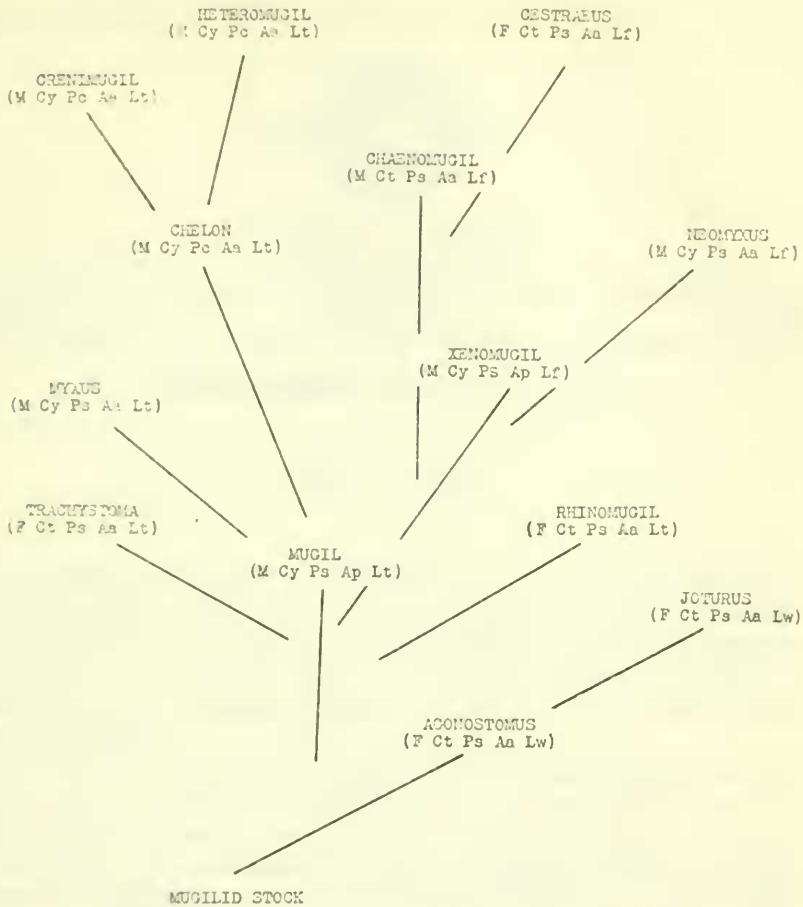 HETEROMUGIL
(M Cy Pc Aa Lt)
CESTRAEUS
(F Ct Ps Aa Lf)
CRENIMUGIL
(M Cy Pc Aa Lt)
CHAENOMUGIL
(M Ct Ps Aa Lf)
CHELON
(M Cy Pc Aa Lt)
NEOMYXUS
(M Cy Ps Aa Lf)
XENOMUGIL
(M Cy Ps Ap Lf)
MYXUS
(M Cy Ps Aa Lt)
TRACHYSTOMA
(F Ct Ps Aa Lt)
RHINOMUGIL
(F Ct Ps Aa Lt)
MUGIL
(M Cy Ps Ap Lt)
JOTURUS
(F Ct Ps Aa Lw)
AGONOSTOMUS
(F Ct Ps Aa Lw)
MUGILID STOCK